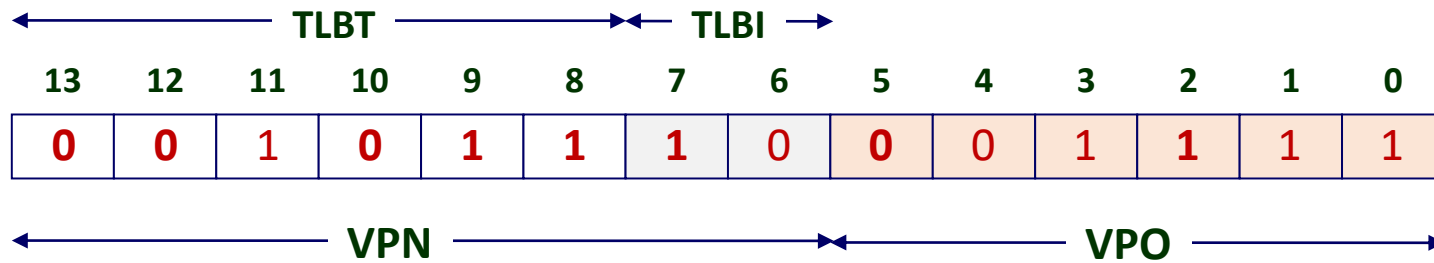 TLBT TLBI
13 12 11 10 9 8 7 6 5 4 3 2 1 0
0 0 1 0 1 1 1 0 0 0 1 1 1 1
VPN VPO